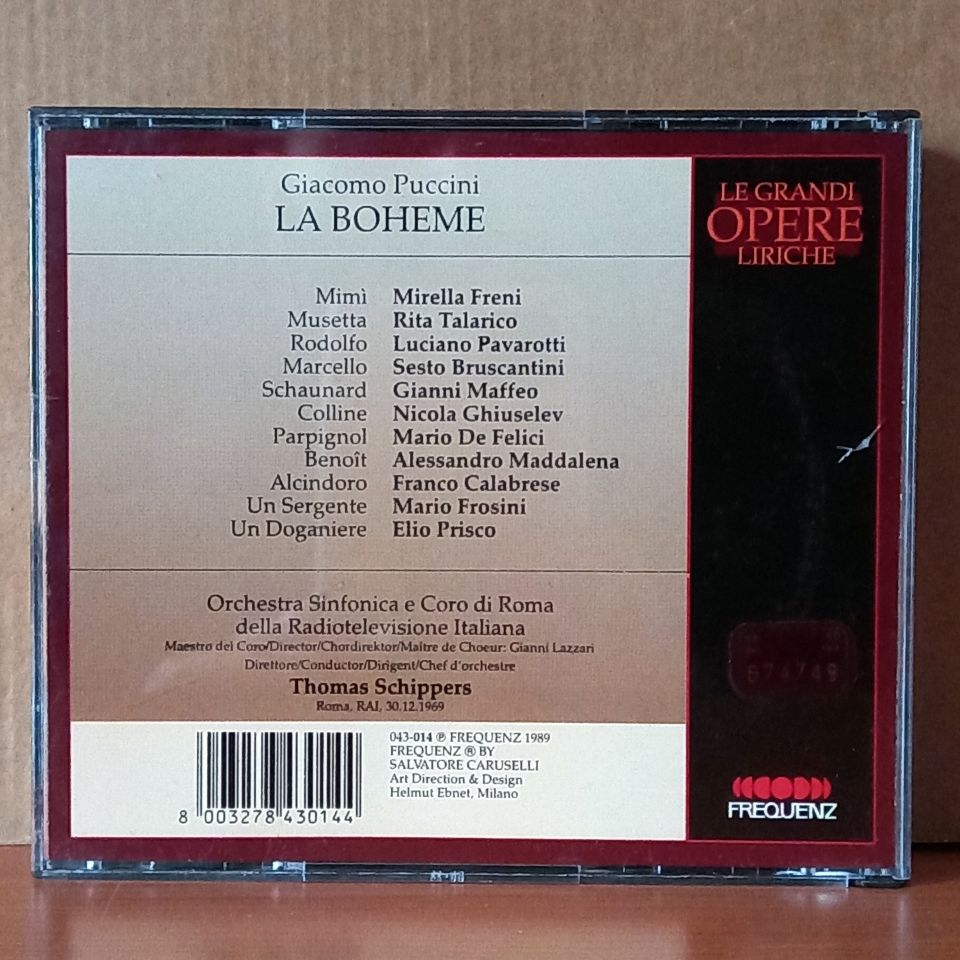 Giacomo Puccini
LA BOHEME
Mimì Mirella Freni
Musetta Rita Talarico
Rodolfo Luciano Pavarotti
Marcello Sesto Bruscantini
Schaunard Gianni Maffeo
Colline Nicola Ghiuselev
Parpignol Mario De Felici
Benoît Alessandro Maddalena
Alcindoro Franco Calabrese
Un Sergente Mario Frosini
Un Doganiere Elio Prisco
Orchestra Sinfonica e Coro di Roma
della Radiotelevisione Italiana
Maestro del Coro/Director/Chordirektor/Maître de Choeur: Gianni Lazzari
Direttore/Conductor/Dirigent/Chef d'orchestre
Thomas Schippers
Roma, RAI, 30.12.1969
8 003278 430144
043-014 ℗ FREQUENZ 1989
FREQUENZ ® BY
SALVATORE CARUSELLI
Art Direction & Design
Helmut Ebnet, Milano
LE GRANDI
OPERE
LIRICHE
FREQUENZ